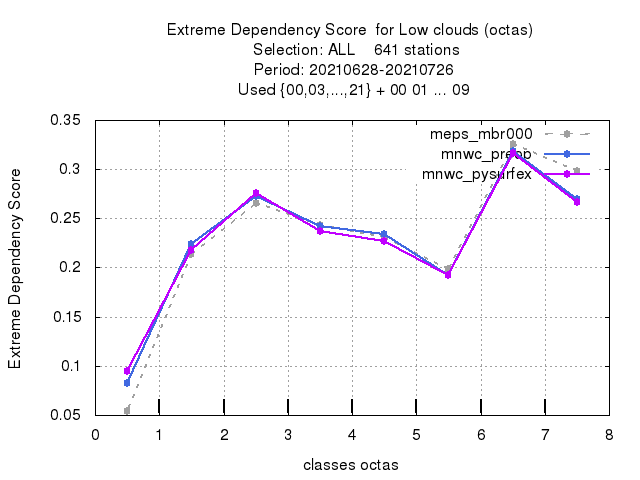 Extreme Dependency Score  for Low clouds (octas)
Selection: ALL    641 stations
Period: 20210628-20210726
Used {00,03,...,21} + 00 01 ... 09
Extreme Dependency Score
0.35
0.3
0.25
0.2
0.15
0.1
0.05
meps_mbr000
mnwc_prepp
mnwc_pysurfex
0 1 2 3 4 5 6 7 8
classes octas